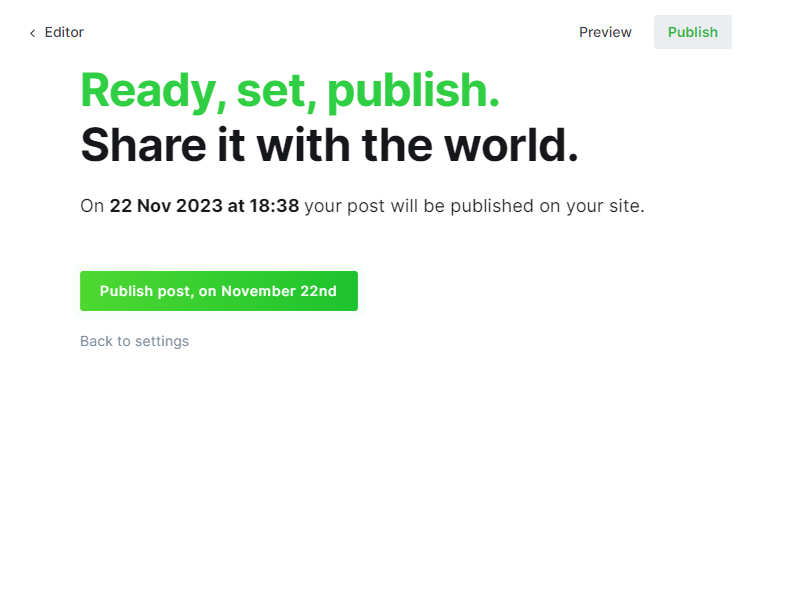 Editor
Preview
Publish
Ready, set, publish.
Share it with the world.
On 22 Nov 2023 at 18:38 your post will be published on your site.
Publish post, on November 22nd
Back to settings